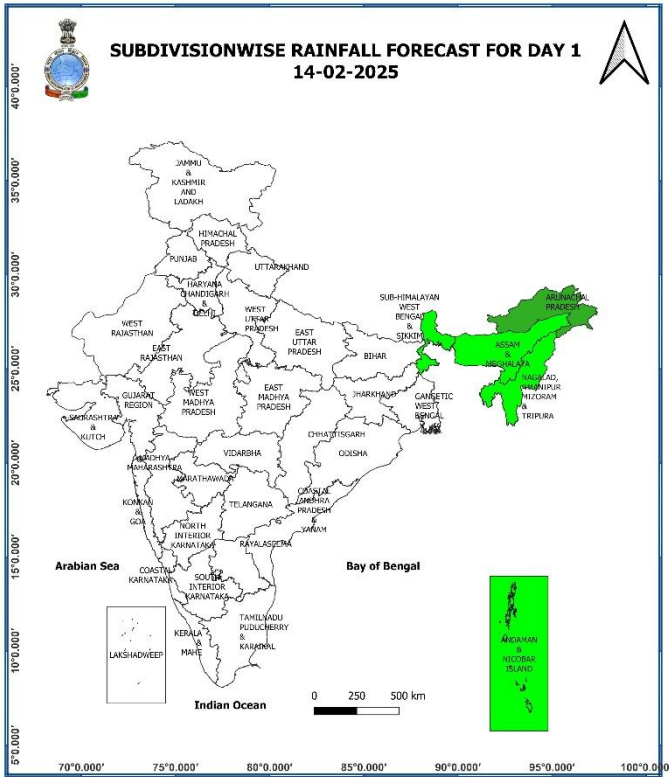 SUBDIVISIONWISE RAINFALL FORECAST FOR DAY 1
14-02-2025
40°0.000'
35°0.000'
30°0.000'
25°0.000'
20°0.000'
15°0.000'
10°0.000'
5°0.000'
JAMMU
&
KASHMIR
AND
LADAKH
HIMACHAL
PRADESH
PUNJAB
UTTARAKHAND
HARYANA
CHANDIGARH
&
DELHI
WEST
UTTAR
PRADESH
EAST
UTTAR
PRADESH
WEST
RAJASTHAN
EAST
RAJASTHAN
SUB-HIMALAYAN
WEST
BENGAL
&
SIKKIM
ARUNACHAL
PRADESH
ASSAM
&
MEGHALAYA
NAGALAD,
MANIPUR
MIZORAM
&
TRIPURA
BIHAR
JHARKHAND
GANGETIC
WEST
BENGAL
GUJARAT
REGION
SAURASHTRA
&
KUTCH
WEST
MADHYA
PRADESH
EAST
MADHYA
PRADESH
CHHATTISGARH
ODISHA
VIDARBHA
MADHYA
MAHARASHTRA
MARATHAWADA
KONKAN
&
GOA
TELANGANA
COASTAL
ANDHRA
PRADESH
&
YANAM
NORTH
INTERIOR
KARNATAKA
RAYALASEEMA
COASTAL
KARNATAKA
SOUTH
INTERIOR
KARNATAKA
Arabian Sea
Bay of Bengal
LAKSHADWEEP
KERALA
&
MAHE
TAMILNADU
PUDUCHERRY
&
KARAIKAL
ANDAMAN
&
NICOBAR
ISLAND
Indian Ocean
0 250 500 km
70°0.000' 75°0.000' 80°0.000' 85°0.000' 90°0.000' 95°0.000' 100°0.000'